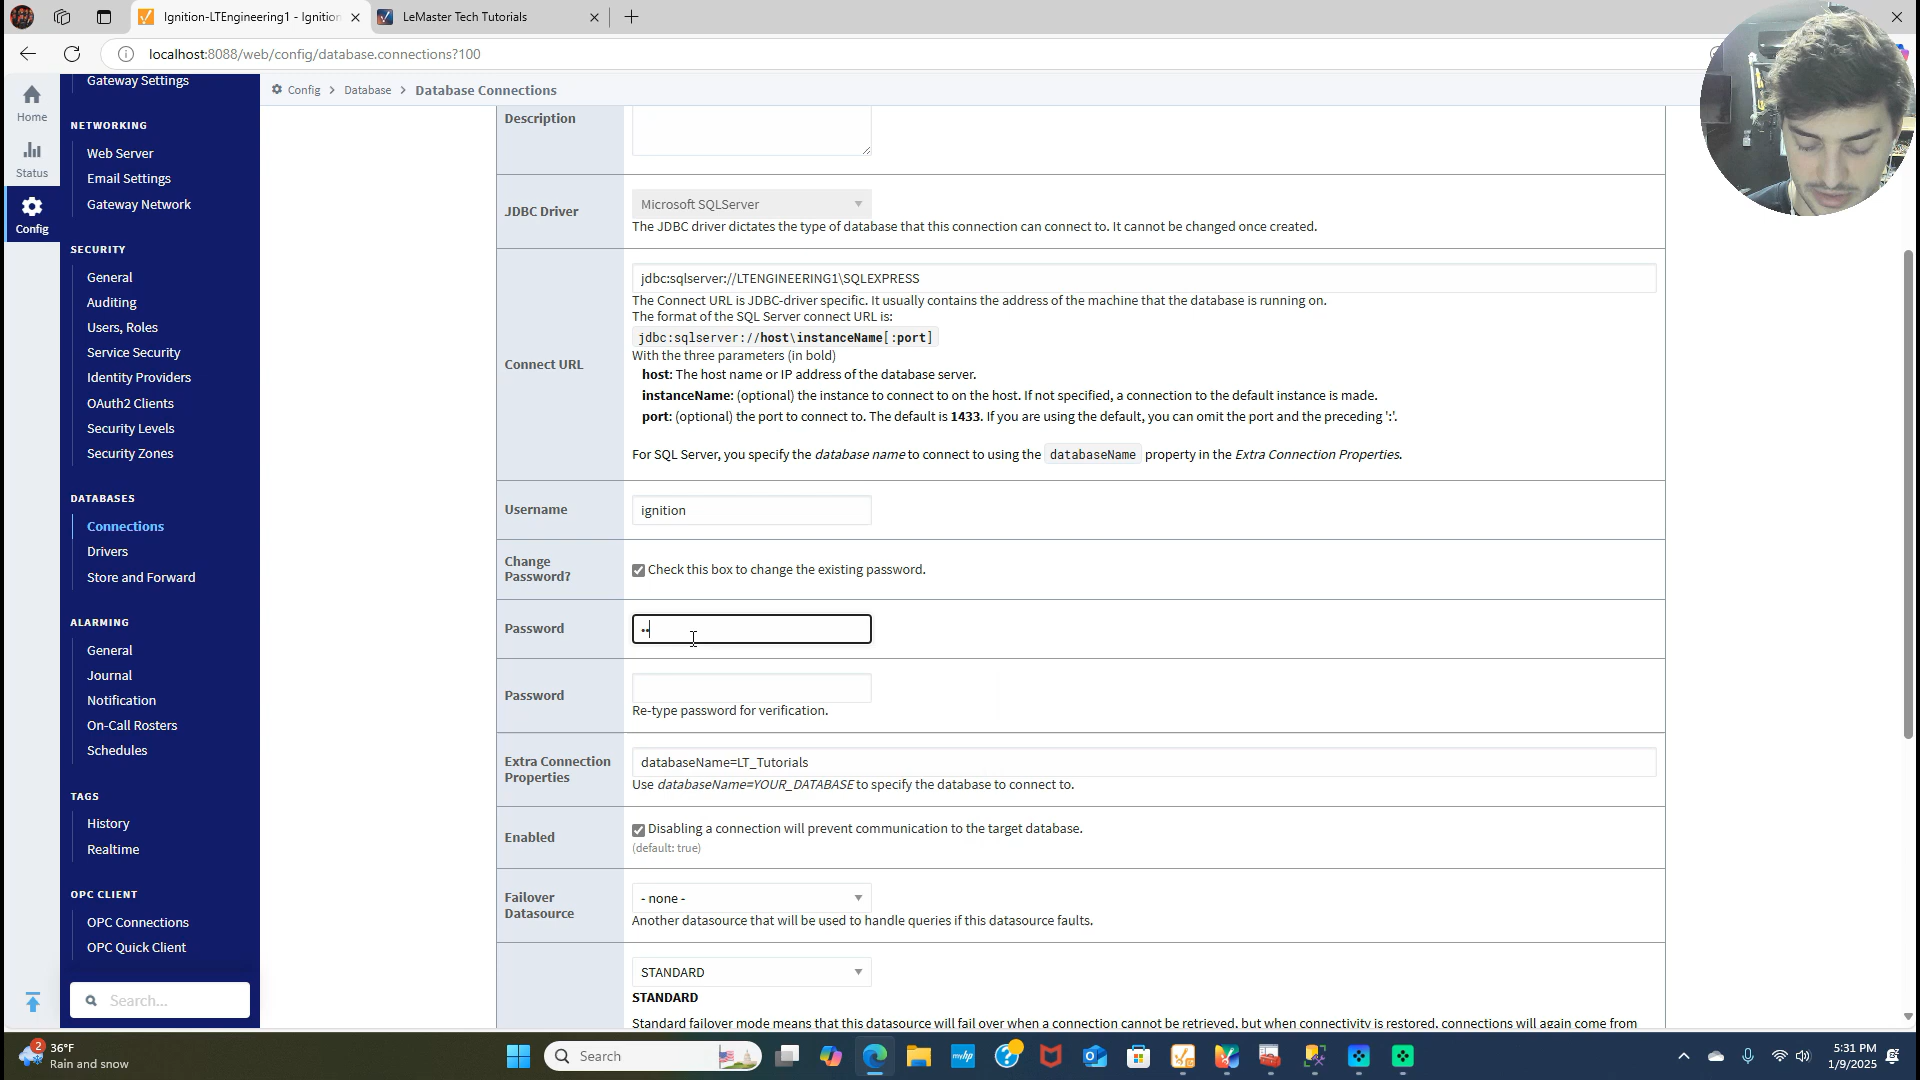 Ignition-LTEngineering1 - Ignition
LeMaster Tech Tutorials
localhost:8088/web/config/database.connections?100
Home
Status
Config
Gateway Settings
NETWORKING
Web Server
Email Settings
Gateway Network
SECURITY
General
Auditing
Users, Roles
Service Security
Identity Providers
OAuth2 Clients
Security Levels
Security Zones
DATABASES
Connections
Drivers
Store and Forward
ALARMING
General
Journal
Notification
On-Call Rosters
Schedules
TAGS
History
Realtime
OPC CLIENT
OPC Connections
OPC Quick Client
Search...
Config > Database > Database Connections
Description
JDBC Driver
Microsoft SQLServer
The JDBC driver dictates the type of database that this connection can connect to. It cannot be changed once created.
Connect URL
jdbc:sqlserver://LTENGINEERING1\SQLEXPRESS
The Connect URL is JDBC-driver specific. It usually contains the address of the machine that the database is running on.
The format of the SQL Server connect URL is:
jdbc:sqlserver://host\instanceName[:port]
With the three parameters (in bold)
host: The host name or IP address of the database server.
instanceName: (optional) the instance to connect to on the host. If not specified, a connection to the default instance is made.
port: (optional) the port to connect to. The default is 1433. If you are using the default, you can omit the port and the preceding ':'.
For SQL Server, you specify the database name to connect to using the databaseName property in the Extra Connection Properties.
Username
ignition
Change
Password?
Check this box to change the existing password.
Password
••
Password
Re-type password for verification.
Extra Connection
Properties
databaseName=LT_Tutorials
Use databaseName=YOUR_DATABASE to specify the database to connect to.
Enabled
Disabling a connection will prevent communication to the target database.
(default: true)
Failover
Datasource
- none -
Another datasource that will be used to handle queries if this datasource faults.
STANDARD
STANDARD
Standard failover mode means that this datasource will fail over when a connection cannot be retrieved, but when connectivity is restored, connections will again come from
2
36°F
Rain and snow
Search
myhp
5:31 PM
1/9/2025